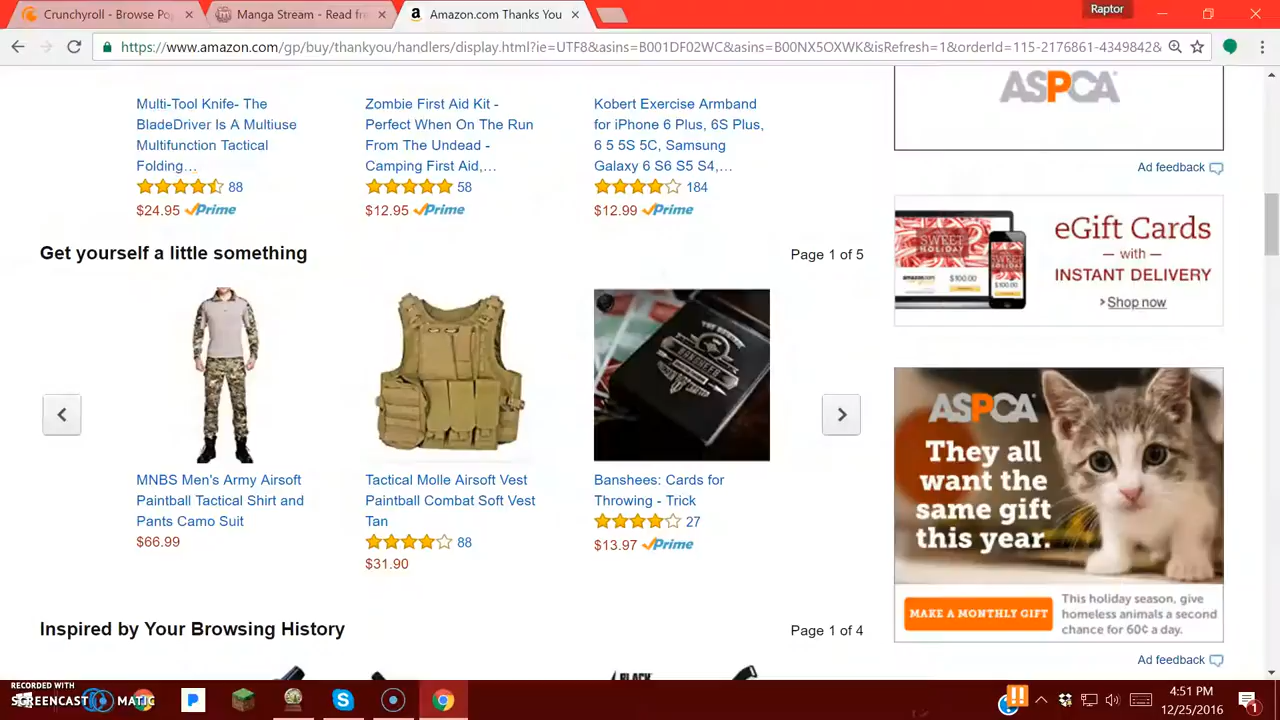 Crunchyroll - Browse Po
Manga Stream - Read fr
Amazon.com Thanks You
Raptor
https://www.amazon.com/gp/buy/thankyou/handlers/display.html?ie=UTF8&asins=B001DF02WC&asins=B00NX5OXWK&isRefresh=1&orderId=115-2176861-4349842&
Multi-Tool Knife- The
BladeDriver Is A Multiuse
Multifunction Tactical
Folding…
88
$24.95 Prime
Zombie First Aid Kit -
Perfect When On The Run
From The Undead -
Camping First Aid,…
58
$12.95 Prime
Kobert Exercise Armband
for iPhone 6 Plus, 6S Plus,
6 5 5S 5C, Samsung
Galaxy 6 S6 S5 S4,…
184
$12.99 Prime
ASPCA
Ad feedback
eGift Cards
— with —
INSTANT DELIVERY
Shop now
SWEET
HOLIDAY
amazon.com
$100.00
Get yourself a little something
Page 1 of 5
MNBS Men's Army Airsoft
Paintball Tactical Shirt and
Pants Camo Suit
$66.99
Tactical Molle Airsoft Vest
Paintball Combat Soft Vest
Tan
88
$31.90
BANSHEES
Banshees: Cards for
Throwing - Trick
27
$13.97 Prime
ASPCA
They all
want the
same gift
this year.
MAKE A MONTHLY GIFT
This holiday season, give
homeless animals a second
chance for 60¢ a day.
Ad feedback
Inspired by Your Browsing History
Page 1 of 4
BLACK
RECORDED WITH
SCREENCAST MATIC
4:51 PM
12/25/2016
1